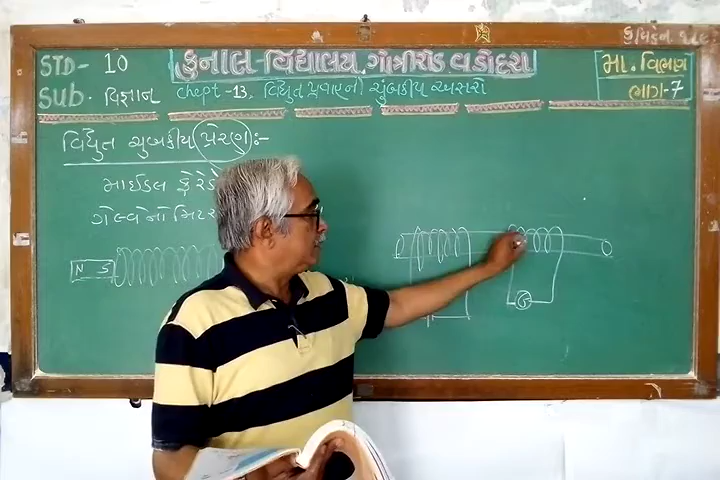 STD- 10
કુનાલ-વિદ્યાલય. ગોત્રીરોડ વડોદરા
મા. વિભાગ
SUB. વિજ્ઞાન
Chept-13. વિદ્યુત પ્રવાહની ચુંબકીય અસરો
ભાગ-7
વિદ્યુત ચુંબકીય પ્રેરણ :-
માઈકલ ફેરેડે
ગેલ્વેનોમિટર
N S
G